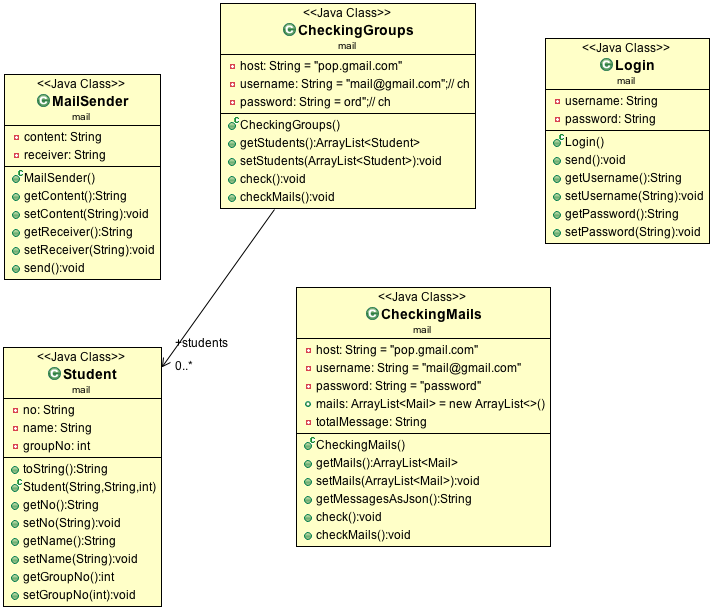 <<Java Class>>
CheckingGroups
mail
host: String = "pop.gmail.com"
username: String = "mail@gmail.com";// ch
password: String = ord";// ch
CheckingGroups()
getStudents():ArrayList<Student>
setStudents(ArrayList<Student>):void
check():void
checkMails():void
<<Java Class>>
Login
mail
username: String
password: String
Login()
send():void
getUsername():String
setUsername(String):void
getPassword():String
setPassword(String):void
<<Java Class>>
MailSender
mail
content: String
receiver: String
MailSender()
getContent():String
setContent(String):void
getReceiver():String
setReceiver(String):void
send():void
+students
0..*
<<Java Class>>
CheckingMails
mail
host: String = "pop.gmail.com"
username: String = "mail@gmail.com"
password: String = "password"
mails: ArrayList<Mail> = new ArrayList<>()
totalMessage: String
CheckingMails()
getMails():ArrayList<Mail>
setMails(ArrayList<Mail>):void
getMessagesAsJson():String
check():void
checkMails():void
<<Java Class>>
Student
mail
no: String
name: String
groupNo: int
toString():String
Student(String,String,int)
getNo():String
setNo(String):void
getName():String
setName(String):void
getGroupNo():int
setGroupNo(int):void